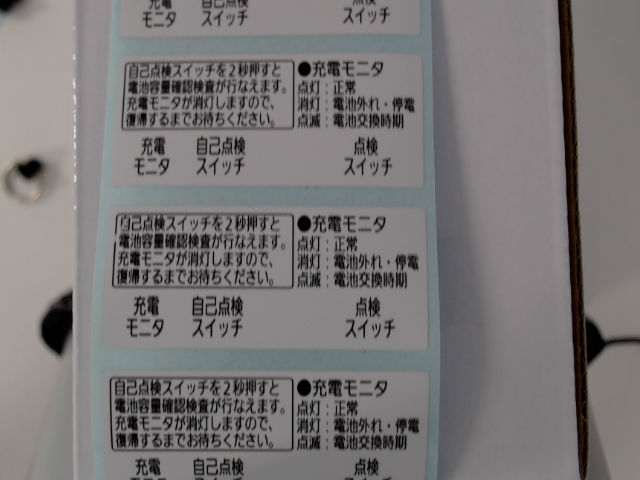 充電 自己点検 点検
モニタ スイッチ スイッチ
自己点検スイッチを2秒押すと
電池容量確認検査が行なえます。
充電モニタが消灯しますので、
復帰するまでお待ちください。
●充電モニタ
点灯：正常
消灯：電池外れ・停電
点滅：電池交換時期
充電 自己点検 点検
モニタ スイッチ スイッチ
自己点検スイッチを2秒押すと
電池容量確認検査が行なえます。
充電モニタが消灯しますので、
復帰するまでお待ちください。
●充電モニタ
点灯：正常
消灯：電池外れ・停電
点滅：電池交換時期
充電 自己点検 点検
モニタ スイッチ スイッチ
自己点検スイッチを2秒押すと
電池容量確認検査が行なえます。
充電モニタが消灯しますので、
復帰するまでお待ちください。
●充電モニタ
点灯：正常
消灯：電池外れ・停電
点滅：電池交換時期
充電 自己点検 点検